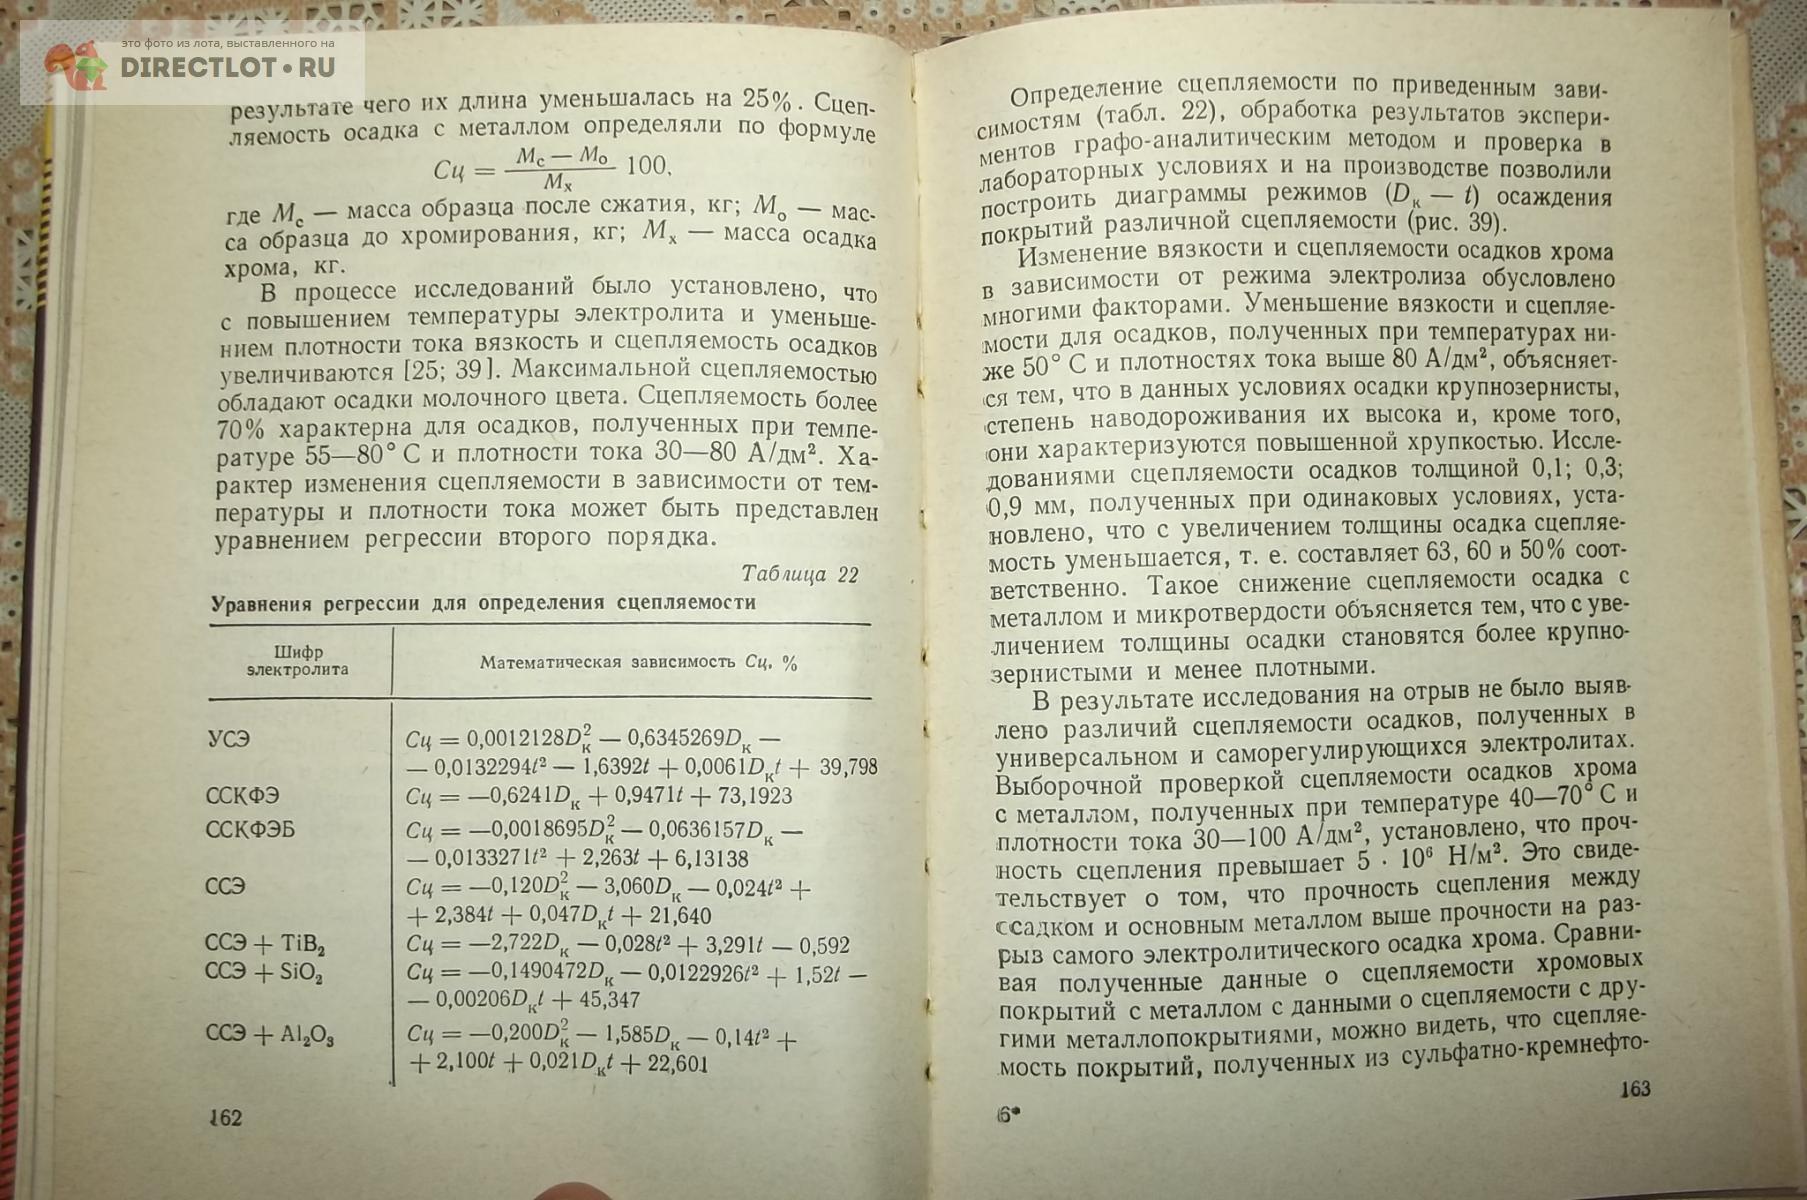 это фото из лота, выставленного на
DIRECTLOT•RU
результате чего их длина уменьшалась на 25%. Сцеп-
ляемость осадка с металлом определяли по формуле
Сц = (Mс — Mо) / Mх 100,
где Mс — масса образца после сжатия, кг; Mо — мас-
са образца до хромирования, кг; Mх — масса осадка
хрома, кг.
В процессе исследований было установлено, что
с повышением температуры электролита и уменьше-
нием плотности тока вязкость и сцепляемость осадков
увеличиваются [25; 39]. Максимальной сцепляемостью
обладают осадки молочного цвета. Сцепляемость более
70% характерна для осадков, полученных при темпе-
ратуре 55—80° С и плотности тока 30—80 А/дм². Ха-
рактер изменения сцепляемости в зависимости от тем-
пературы и плотности тока может быть представлен
уравнением регрессии второго порядка.
Таблица 22
Уравнения регрессии для определения сцепляемости
Шифр
электролита
Математическая зависимость Сц, %
УСЭ Сц = 0,0012128Dк² — 0,6345269Dк —
— 0,0132294t² — 1,6392t + 0,0061Dкt + 39,798
ССКФЭ Сц = —0,6241Dк + 0,9471t + 73,1923
ССКФЭБ Сц = —0,0018695Dк² — 0,0636157Dк —
— 0,0133271t² + 2,263t + 6,13138
ССЭ Сц = —0,120Dк² — 3,060Dк — 0,024t² +
+ 2,384t + 0,047Dкt + 21,640
ССЭ + TiB₂ Сц = —2,722Dк — 0,028t² + 3,291t — 0,592
ССЭ + SiO₂ Сц = —0,1490472Dк — 0,0122926t² + 1,52t —
— 0,00206Dкt + 45,347
ССЭ + Al₂O₃ Сц = —0,200Dк² — 1,585Dк — 0,14t² +
+ 2,100t + 0,021Dкt + 22,601
162
Определение сцепляемости по приведенным зави-
симостям (табл. 22), обработка результатов экспери-
ментов графо-аналитическим методом и проверка в
лабораторных условиях и на производстве позволили
построить диаграммы режимов (Dк — t) осаждения
покрытий различной сцепляемости (рис. 39).
Изменение вязкости и сцепляемости осадков хрома
в зависимости от режима электролиза обусловлено
многими факторами. Уменьшение вязкости и сцепляе-
мости для осадков, полученных при температурах ни-
же 50° С и плотностях тока выше 80 А/дм², объясняет-
ся тем, что в данных условиях осадки крупнозернисты,
степень наводороживания их высока и, кроме того,
они характеризуются повышенной хрупкостью. Иссле-
дованиями сцепляемости осадков толщиной 0,1; 0,3;
0,9 мм, полученных при одинаковых условиях, уста-
новлено, что с увеличением толщины осадка сцепляе-
мость уменьшается, т. е. составляет 63, 60 и 50% соот-
ветственно. Такое снижение сцепляемости осадка с
металлом и микротвердости объясняется тем, что с уве-
личением толщины осадки становятся более крупно-
зернистыми и менее плотными.
В результате исследования на отрыв не было выяв-
лено различий сцепляемости осадков, полученных в
универсальном и саморегулирующихся электролитах.
Выборочной проверкой сцепляемости осадков хрома
с металлом, полученных при температуре 40—70° С и
плотности тока 30—100 А/дм², установлено, что проч-
ность сцепления превышает 5 · 10⁶ Н/м². Это свиде-
тельствует о том, что прочность сцепления между
осадком и основным металлом выше прочности на раз-
рыв самого электролитического осадка хрома. Сравни-
вая полученные данные о сцепляемости хромовых
покрытий с металлом с данными о сцепляемости с дру-
гими металлопокрытиями, можно видеть, что сцепляе-
мость покрытий, полученных из сульфатно-кремнефто-
6*
163